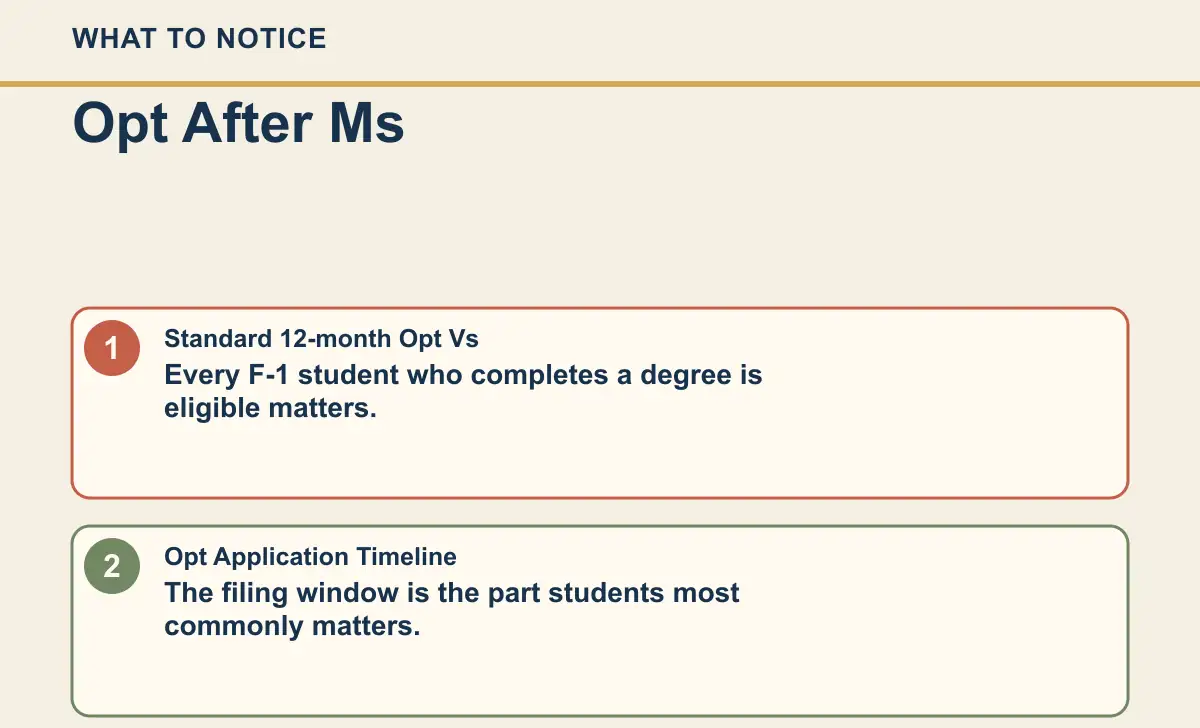 WHAT TO NOTICE
Opt After Ms
1
Standard 12-month Opt Vs
Every F-1 student who completes a degree is
eligible matters.
2
Opt Application Timeline
The filing window is the part students most
commonly matters.